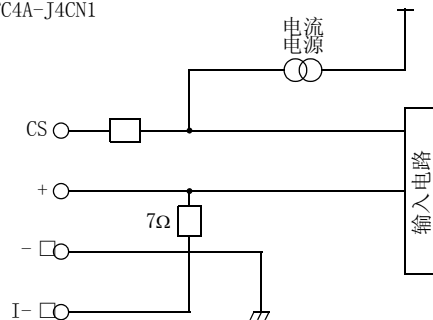 C4A-J4CN1
电流
电源
CS
+
7Ω
输入电路
- □
I- □